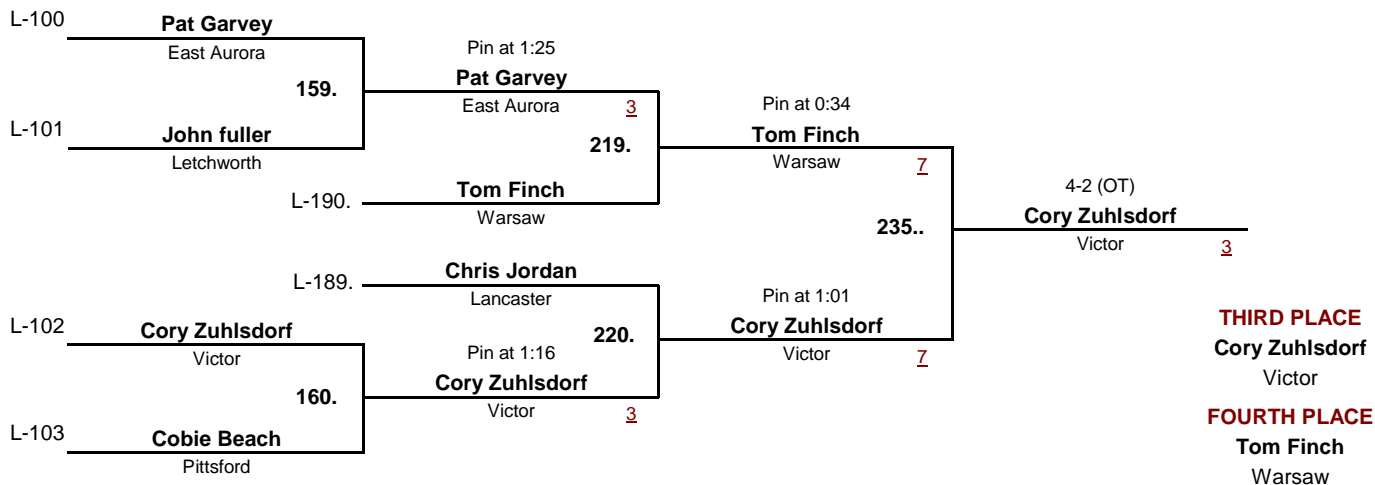 L-100
Pat Garvey
East Aurora
159.
L-101
John fuller
Letchworth
Pin at 1:25
Pat Garvey
East Aurora
3
219.
L-190.
Tom Finch
Warsaw
Pin at 0:34
Tom Finch
Warsaw
7
235..
4-2 (OT)
Cory Zuhlsdorf
Victor
3
L-189.
Chris Jordan
Lancaster
220.
Pin at 1:01
Cory Zuhlsdorf
Victor
7
L-102
Cory Zuhlsdorf
Victor
160.
L-103
Cobie Beach
Pittsford
Pin at 1:16
Cory Zuhlsdorf
Victor
3
THIRD PLACE
Cory Zuhlsdorf
Victor
FOURTH PLACE
Tom Finch
Warsaw